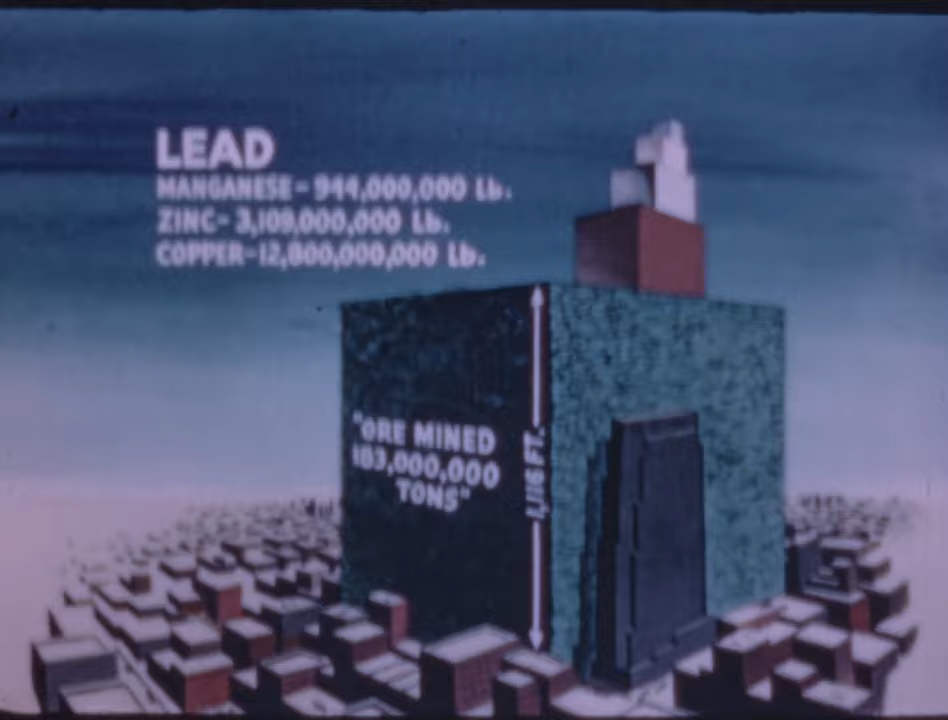 LEAD
MANGANESE - 944,000,000 Lb.
ZINC - 3,109,000,000 Lb.
COPPER - 12,800,000,000 Lb.
"ORE MINED
183,000,000
TONS"
1,116 FT.